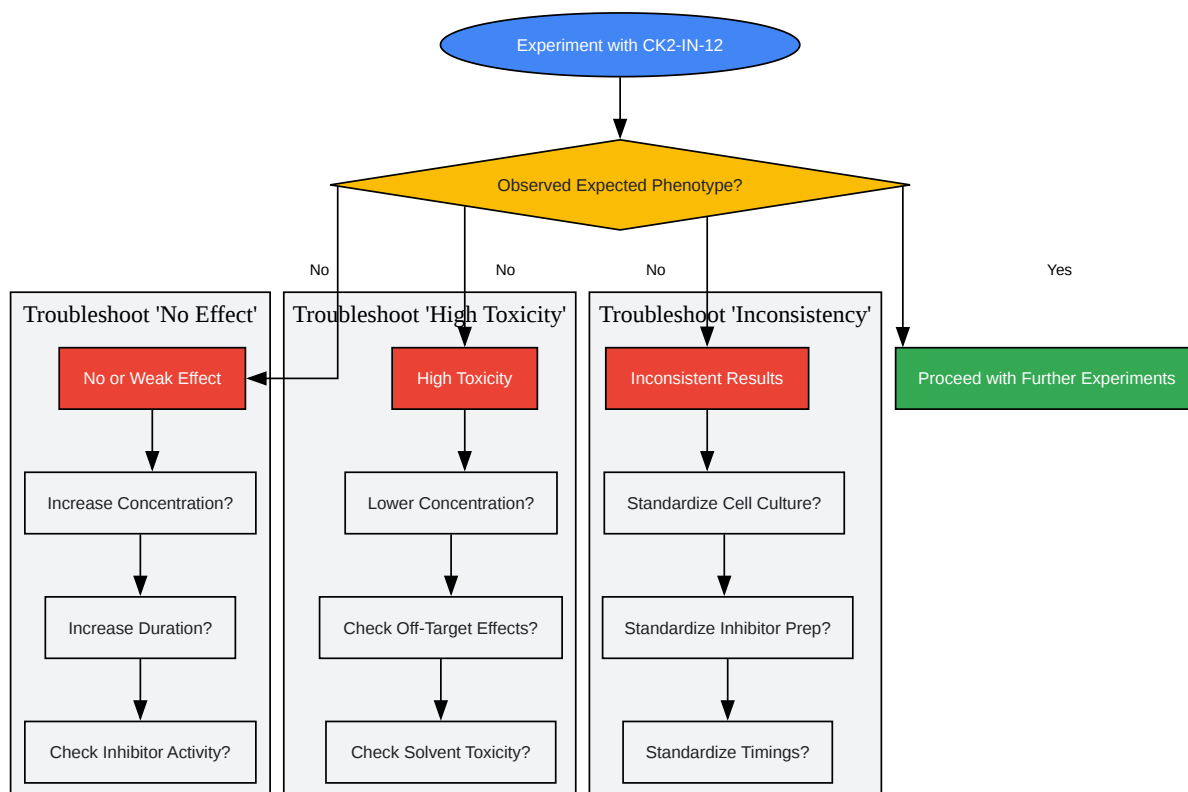 Experiment with CK2-IN-12
Observed Expected Phenotype?
No
No
No
Yes
Troubleshoot 'No Effect'
Troubleshoot 'High Toxicity'
Troubleshoot 'Inconsistency'
No or Weak Effect
High Toxicity
Inconsistent Results
Proceed with Further Experiments
Increase Concentration?
Lower Concentration?
Standardize Cell Culture?
Increase Duration?
Check Off-Target Effects?
Standardize Inhibitor Prep?
Check Inhibitor Activity?
Check Solvent Toxicity?
Standardize Timings?